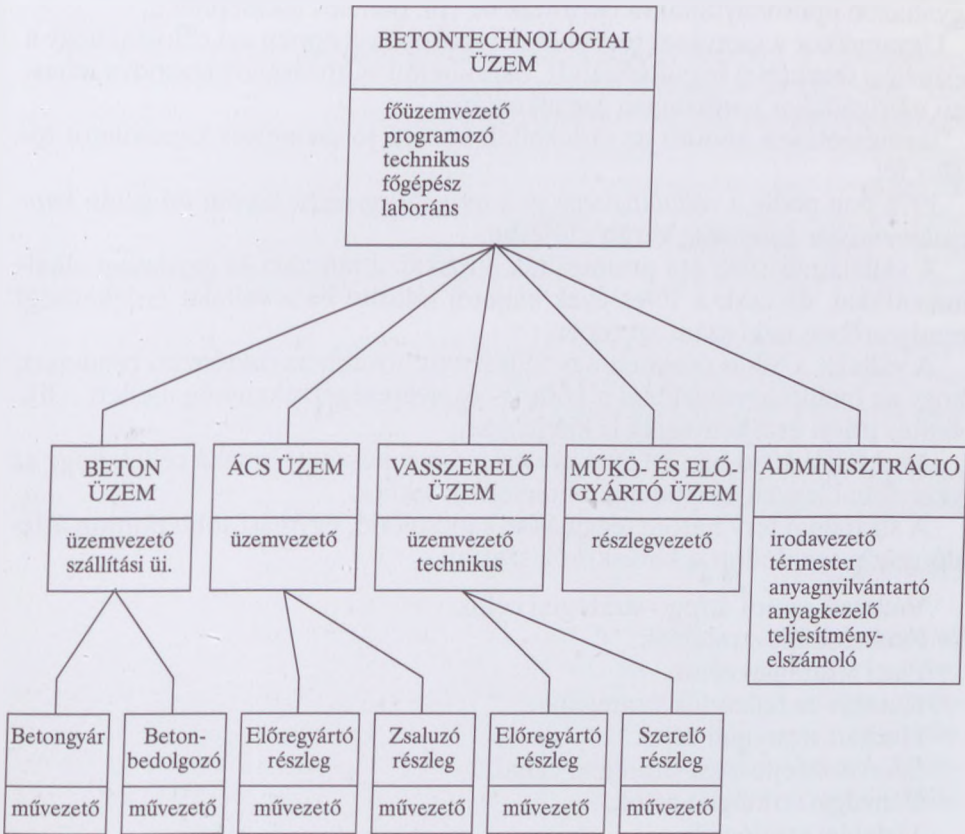 BETONTECHNOLÓGIAI
ÜZEM
főüzemvezető
programozó
technikus
főgépész
laboráns
BETON
ÜZEM
üzemvezető
szállítási üi.
ÁCS ÜZEM
üzemvezető
VASSZERELŐ
ÜZEM
üzemvezető
technikus
MŰKŐ- ÉS ELŐ-
GYÁRTÓ ÜZEM
részlegvezető
ADMINISZTRÁCIÓ
irodavezető
térmester
anyagnyilvántartó
anyagkezelő
teljesítmény-
elszámoló
Betongyár
művezető
Beton-
bedolgozó
művezető
Előregyártó
részleg
művezető
Zsaluzó
részleg
művezető
Előregyártó
részleg
művezető
Szerelő
részleg
művezető